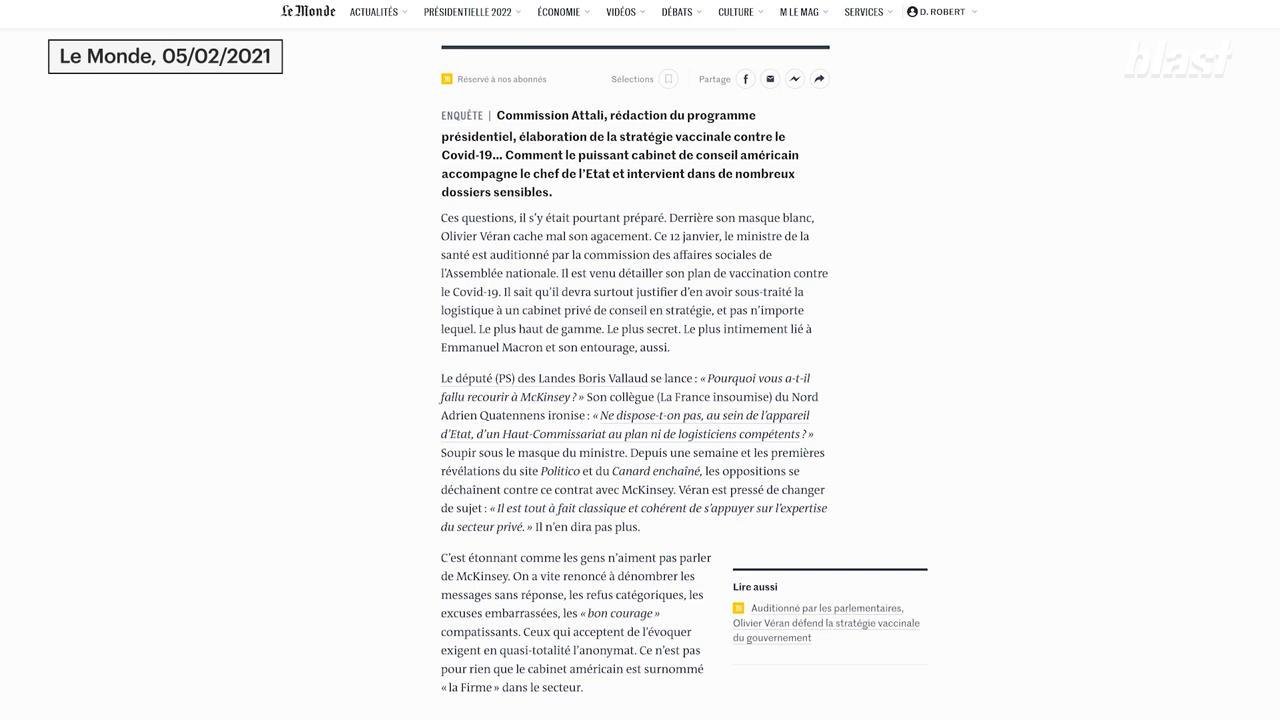 Le Monde
ACTUALITÉS
PRÉSIDENTIELLE 2022
ÉCONOMIE
VIDÉOS
DÉBATS
CULTURE
M LE MAG
SERVICES
D. ROBERT
Le Monde, 05/02/2021
blast
Réservé à nos abonnés
Sélections
Partage
ENQUÊTE | Commission Attali, rédaction du programme
présidentiel, élaboration de la stratégie vaccinale contre le
Covid-19… Comment le puissant cabinet de conseil américain
accompagne le chef de l'Etat et intervient dans de nombreux
dossiers sensibles.
Ces questions, il s'y était pourtant préparé. Derrière son masque blanc,
Olivier Véran cache mal son agacement. Ce 12 janvier, le ministre de la
santé est auditionné par la commission des affaires sociales de
l'Assemblée nationale. Il est venu détailler son plan de vaccination contre
le Covid-19. Il sait qu'il devra surtout justifier d'en avoir sous-traité la
logistique à un cabinet privé de conseil en stratégie, et pas n'importe
lequel. Le plus haut de gamme. Le plus secret. Le plus intimement lié à
Emmanuel Macron et son entourage, aussi.
Le député (PS) des Landes Boris Vallaud se lance : « Pourquoi vous a-t-il
fallu recourir à McKinsey ? » Son collègue (La France insoumise) du Nord
Adrien Quatennens ironise : « Ne dispose-t-on pas, au sein de l'appareil
d'Etat, d'un Haut-Commissariat au plan ni de logisticiens compétents ? »
Soupir sous le masque du ministre. Depuis une semaine et les premières
révélations du site Politico et du Canard enchaîné, les oppositions se
déchaînent contre ce contrat avec McKinsey. Véran est pressé de changer
de sujet : « Il est tout à fait classique et cohérent de s'appuyer sur l'expertise
du secteur privé. » Il n'en dira pas plus.
C'est étonnant comme les gens n'aiment pas parler
de McKinsey. On a vite renoncé à dénombrer les
messages sans réponse, les refus catégoriques, les
excuses embarrassées, les « bon courage »
compatissants. Ceux qui acceptent de l'évoquer
exigent en quasi-totalité l'anonymat. Ce n'est pas
pour rien que le cabinet américain est surnommé
« la Firme » dans le secteur.
Lire aussi
Auditionné par les parlementaires,
Olivier Véran défend la stratégie vaccinale
du gouvernement